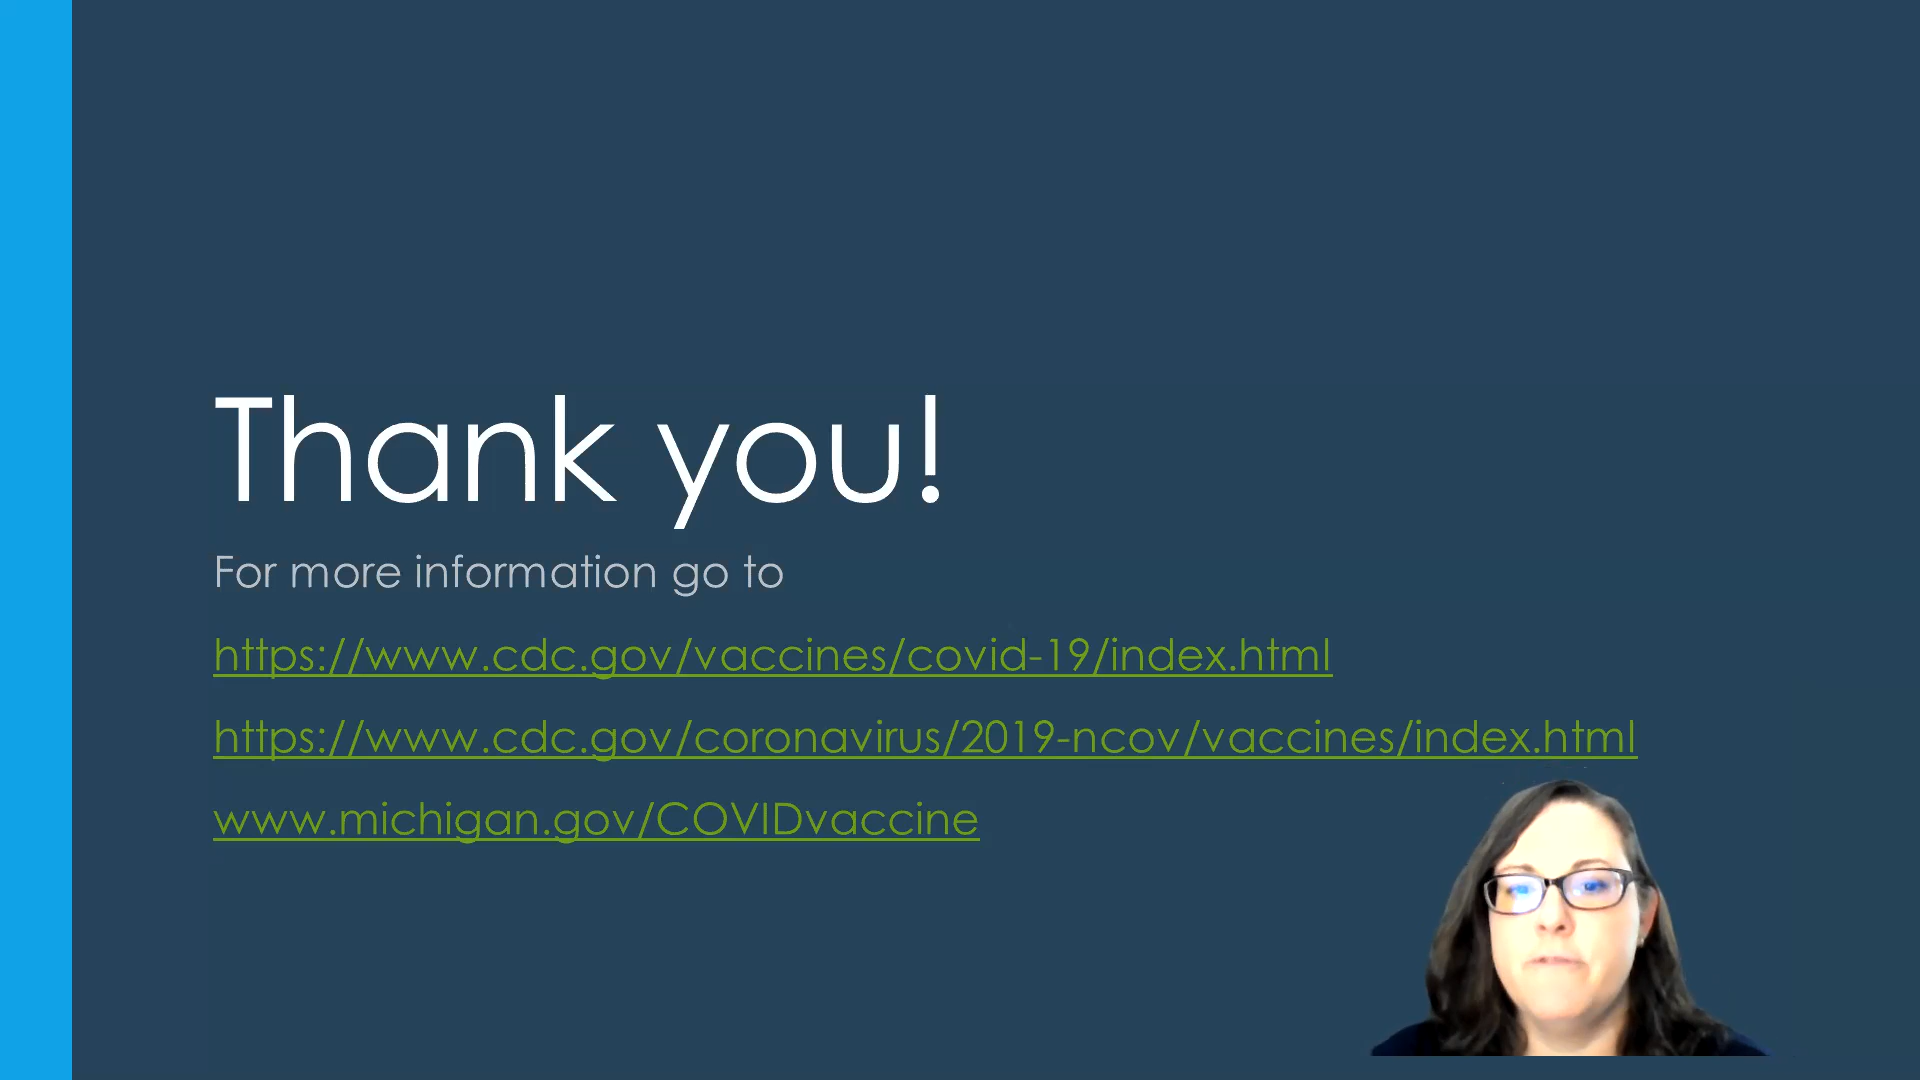 Thank you!
For more information go to
https://www.cdc.gov/vaccines/covid-19/index.html
https://www.cdc.gov/coronavirus/2019-ncov/vaccines/index.html
www.michigan.gov/COVIDvaccine